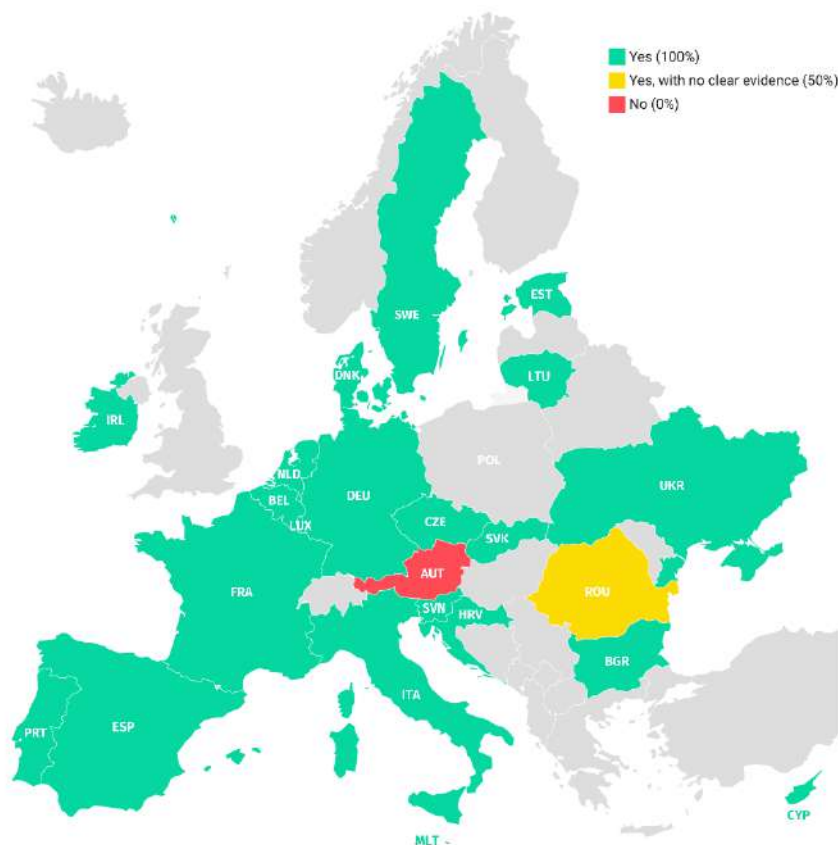 Yes (100%)
Yes, with no clear evidence (50%)
No (0%)
SWE
EST
DNK
LTU
IRL
NLD
POL
BEL
DEU
UKR
LUX
CZE
SVK
AUT
FRA
SVN
HRV
ROU
BGR
ITA
PRT
ESP
CYP
MLT